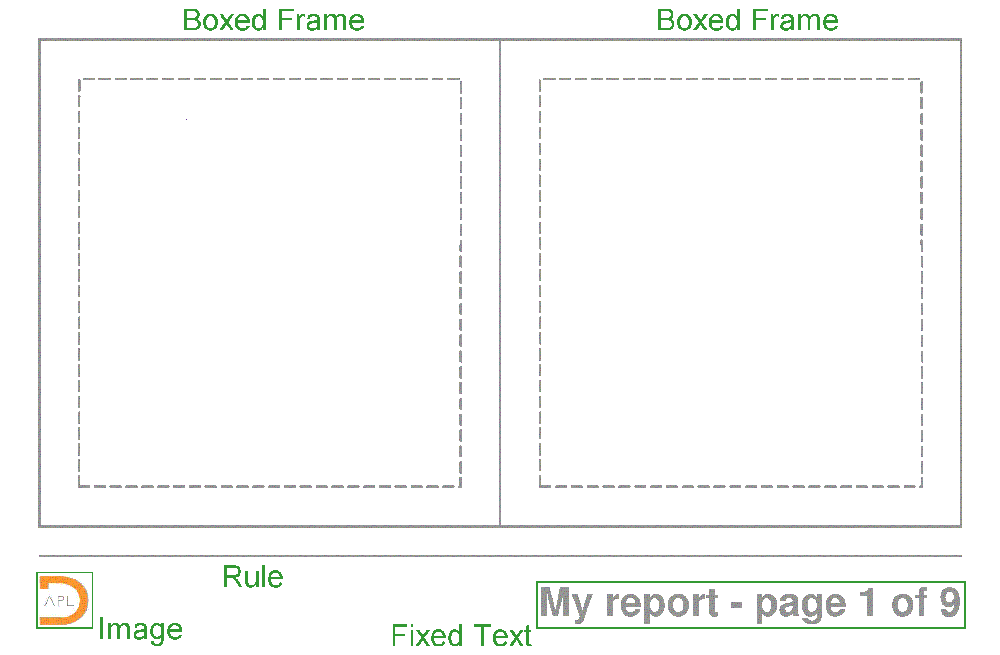 Boxed Frame
Boxed Frame
Rule
APL
My report - page 1 of 9
Image
Fixed Text